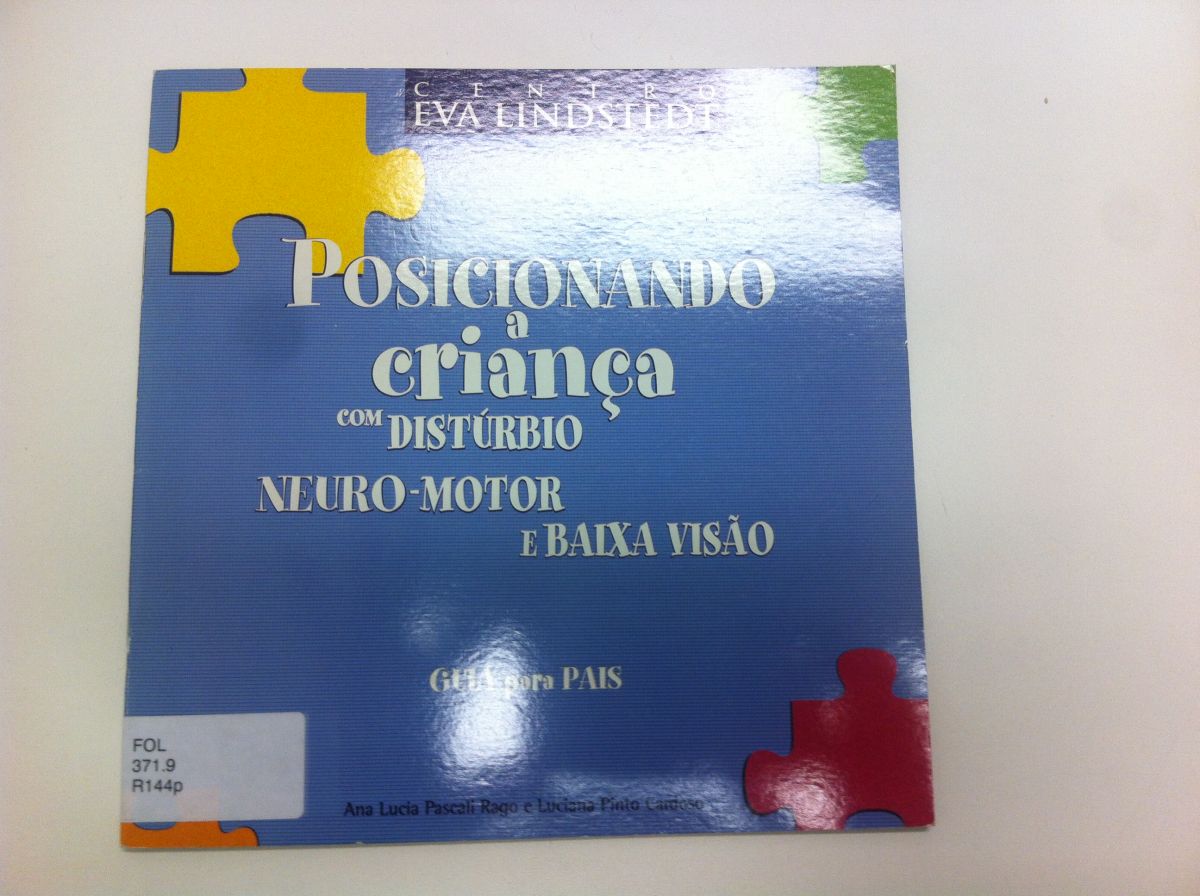 CENTRO
EVA LINDSTEDT
POSICIONANDO
a
criança
COM DISTÚRBIO
NEURO-MOTOR
E BAIXA VISÃO
GUIA para PAIS
FOL
371.9
R144p
Ana Lucia Pascali Rago e Luciana Pinto Cardoso